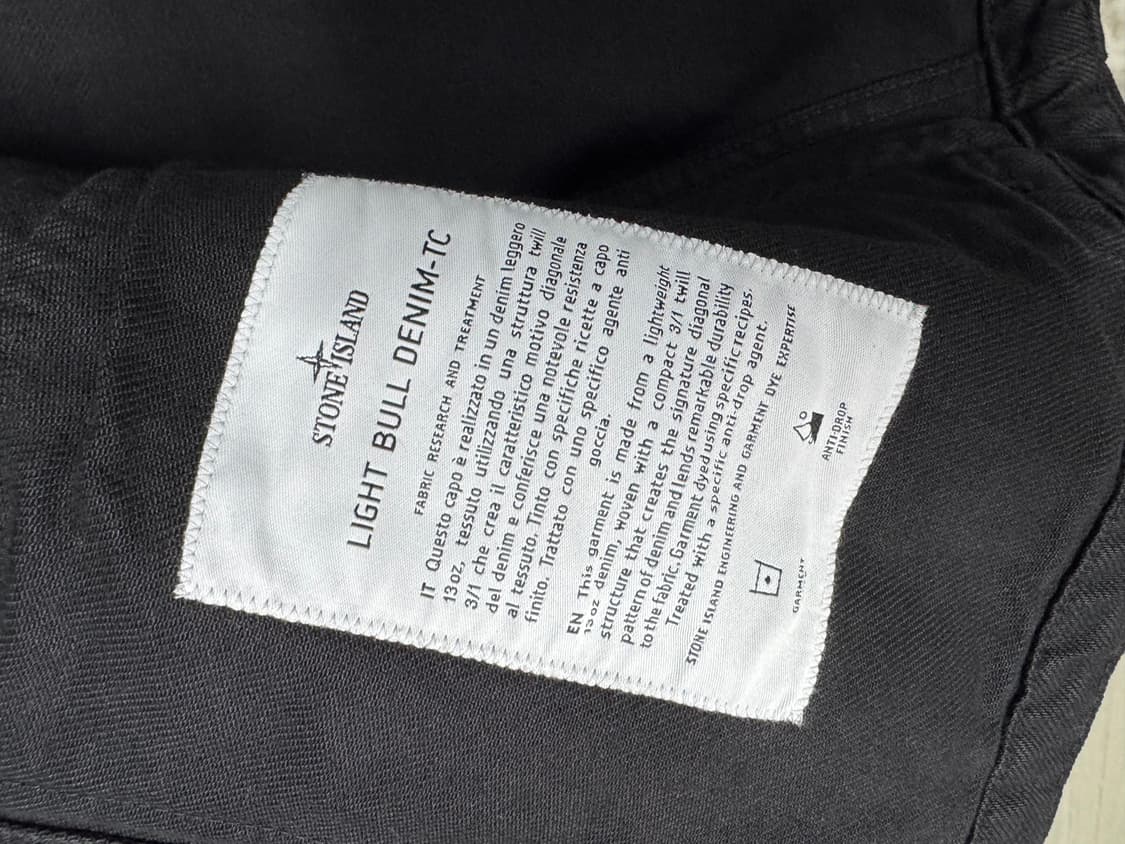 STONE ISLAND
LIGHT BULL DENIM-TC
FABRIC RESEARCH AND TREATMENT
IT Questo capo è realizzato in un denim leggero
13 oz, tessuto utilizzando una struttura twill
3/1 che crea il caratteristico motivo diagonale
del denim e conferisce una notevole resistenza
al tessuto. Tinto con specifiche ricette a capo
finito. Trattato con uno specifico agente anti
goccia.
EN This garment is made from a lightweight
13 oz denim, woven with a compact 3/1 twill
structure that creates the signature diagonal
pattern of denim and lends remarkable durability
to the fabric. Garment dyed using specific recipes.
Treated with a specific anti-drop agent.
STONE ISLAND ENGINEERING AND GARMENT DYE EXPERTISE
GARMENT
ANTI-DROP
FINISH